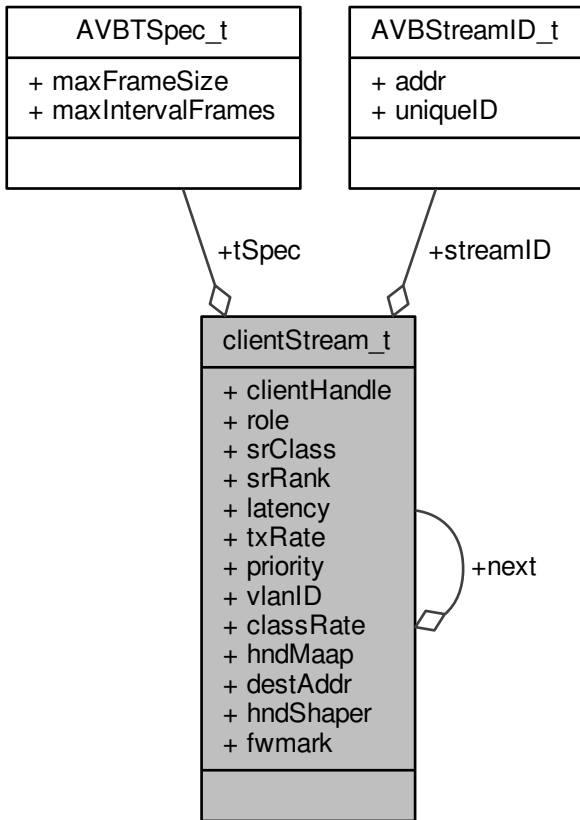 AVBTSpec_t
+ maxFrameSize
+ maxIntervalFrames
AVBStreamID_t
+ addr
+ uniqueID
+tSpec
+streamID
clientStream_t
+ clientHandle
+ role
+ srClass
+ srRank
+ latency
+ txRate
+ priority
+ vlanID
+ classRate
+ hndMaap
+ destAddr
+ hndShaper
+ fwmark
+next